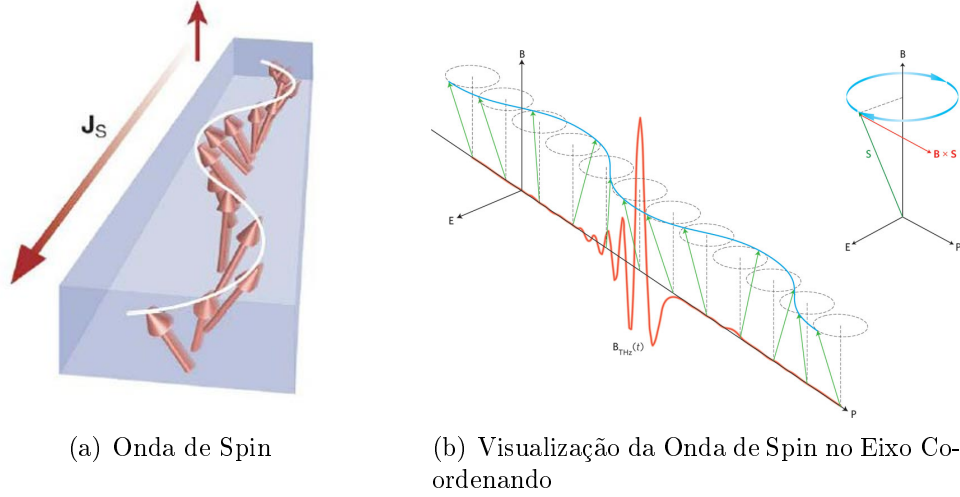 J_S
B
E
B_THz(t)
P
B
S
B × S
E
P
(a) Onda de Spin
(b) Visualização da Onda de Spin no Eixo Co-
ordenando